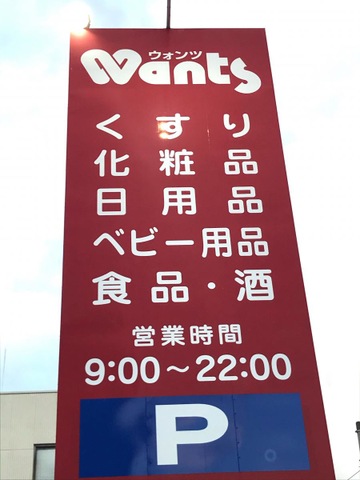 ウォンツ
Wants
くすり
化粧品
日用品
ベビー用品
食品・酒
営業時間
9:00～22:00
P